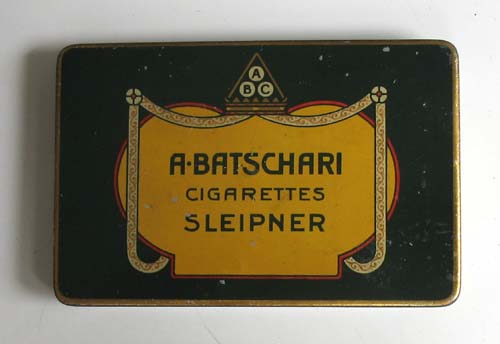 A
B C
A·BATSCHARI
CIGARETTES
SLEIPNER